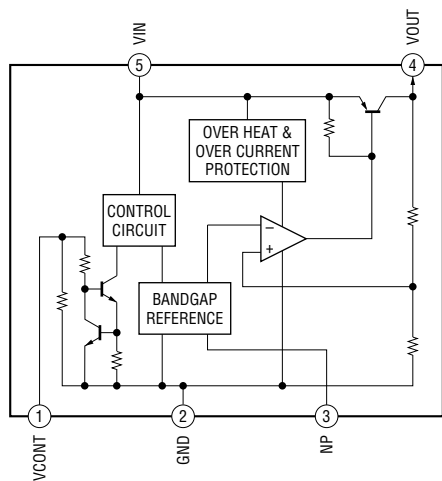 VIN
VOUT
5
4
OVER HEAT &
OVER CURRENT
PROTECTION
CONTROL
CIRCUIT
−
+
BANDGAP
REFERENCE
1
2
3
VCONT
GND
NP